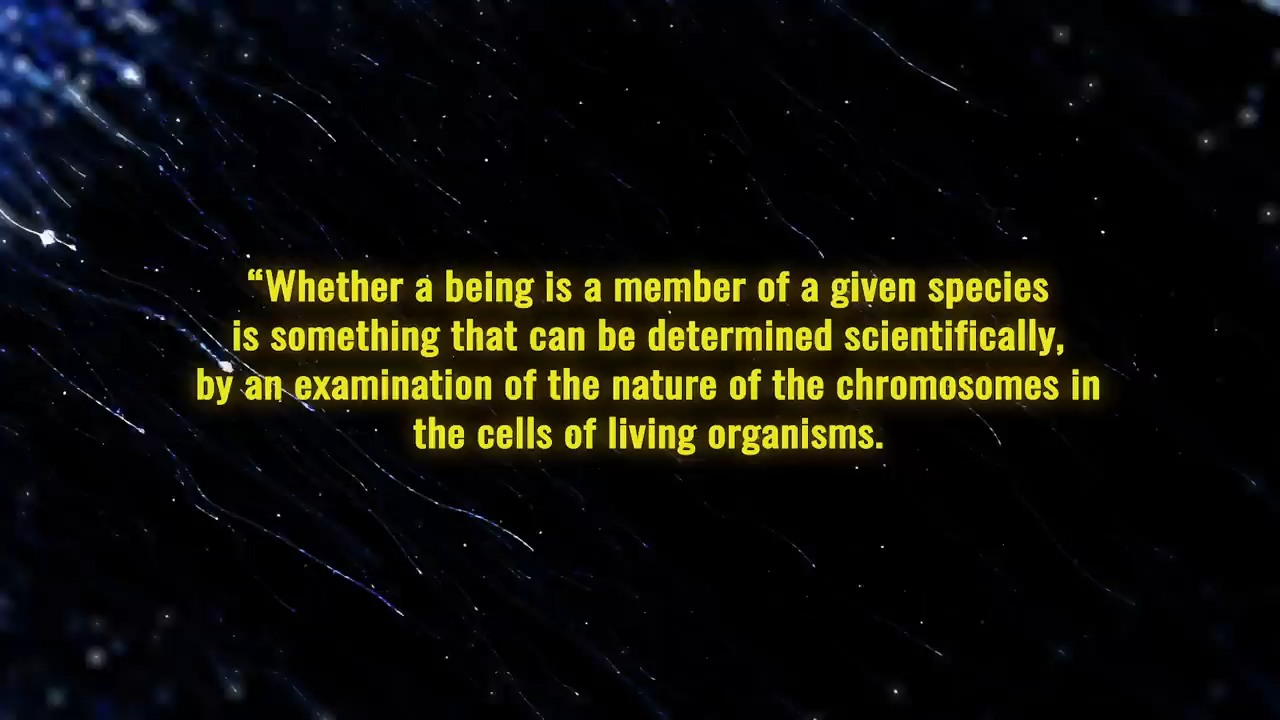 “Whether a being is a member of a given species
is something that can be determined scientifically,
by an examination of the nature of the chromosomes in
the cells of living organisms.